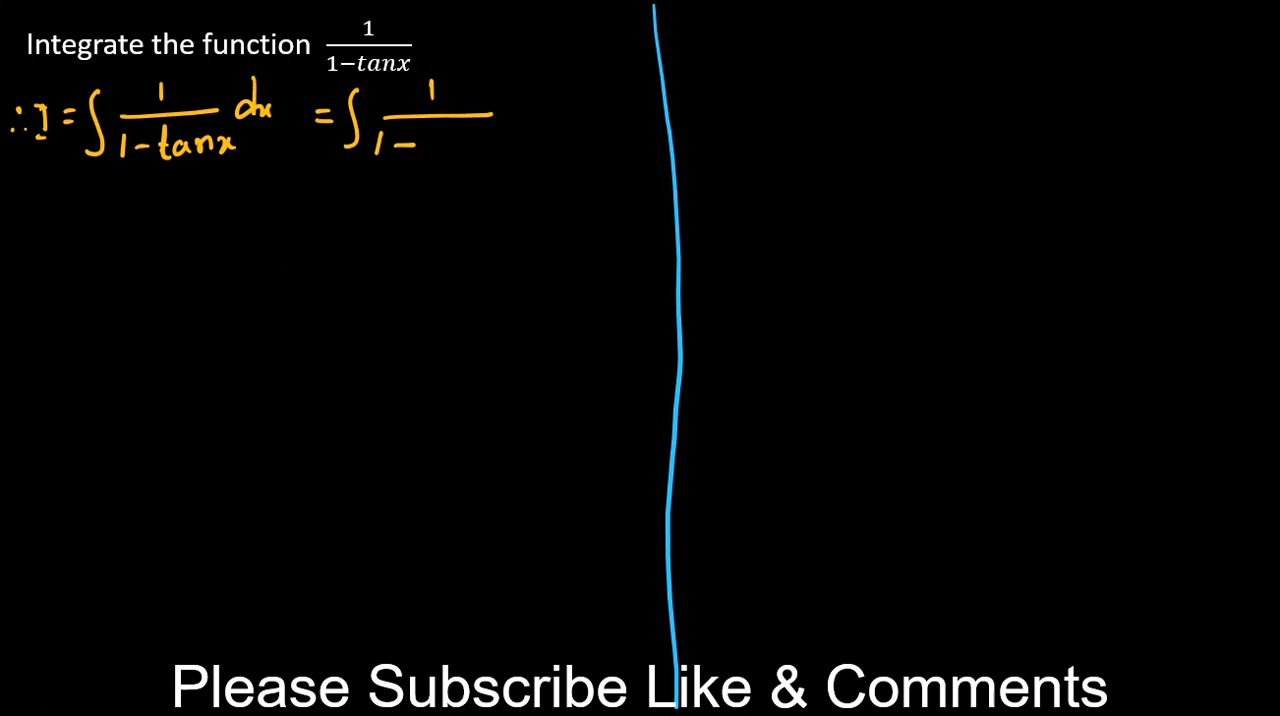 Integrate the function 1/(1−tanx)
∴ I = ∫ 1/(1 - tanx) dx = ∫ 1/(1 -
Please Subscribe Like & Comments